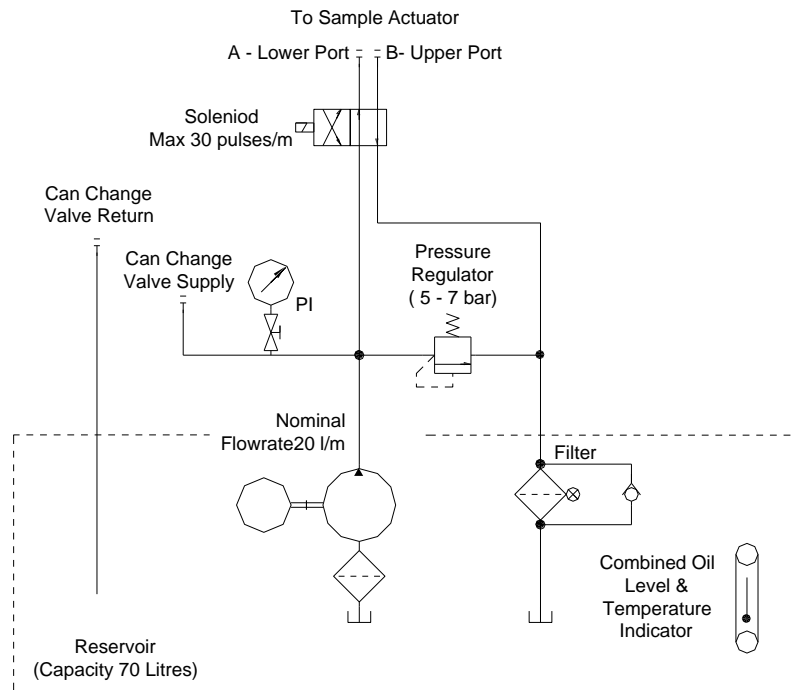 To Sample Actuator
A - Lower Port
B- Upper Port
Soleniod
Max 30 pulses/m
Can Change
Valve Return
Can Change
Valve Supply
PI
Pressure
Regulator
( 5 - 7 bar)
Nominal
Flowrate20 l/m
Filter
Combined Oil
Level &
Temperature
Indicator
Reservoir
(Capacity 70 Litres)